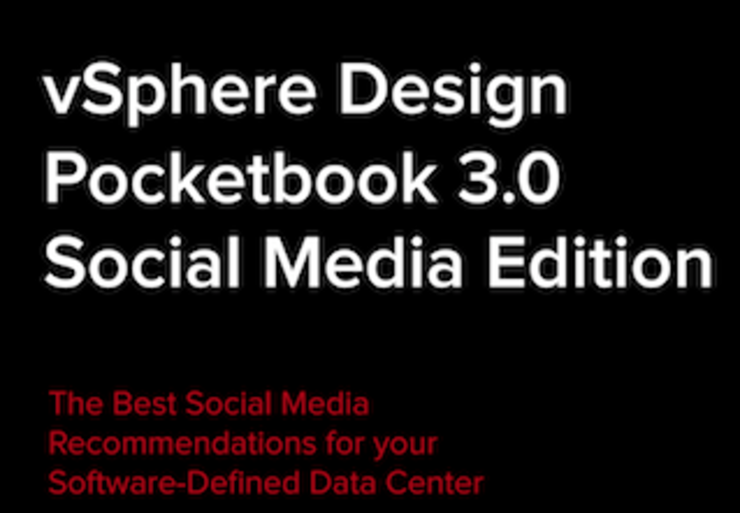 vSphere Design
Pocketbook 3.0
Social Media Edition
The Best Social Media
Recommendations for your
Software-Defined Data Center